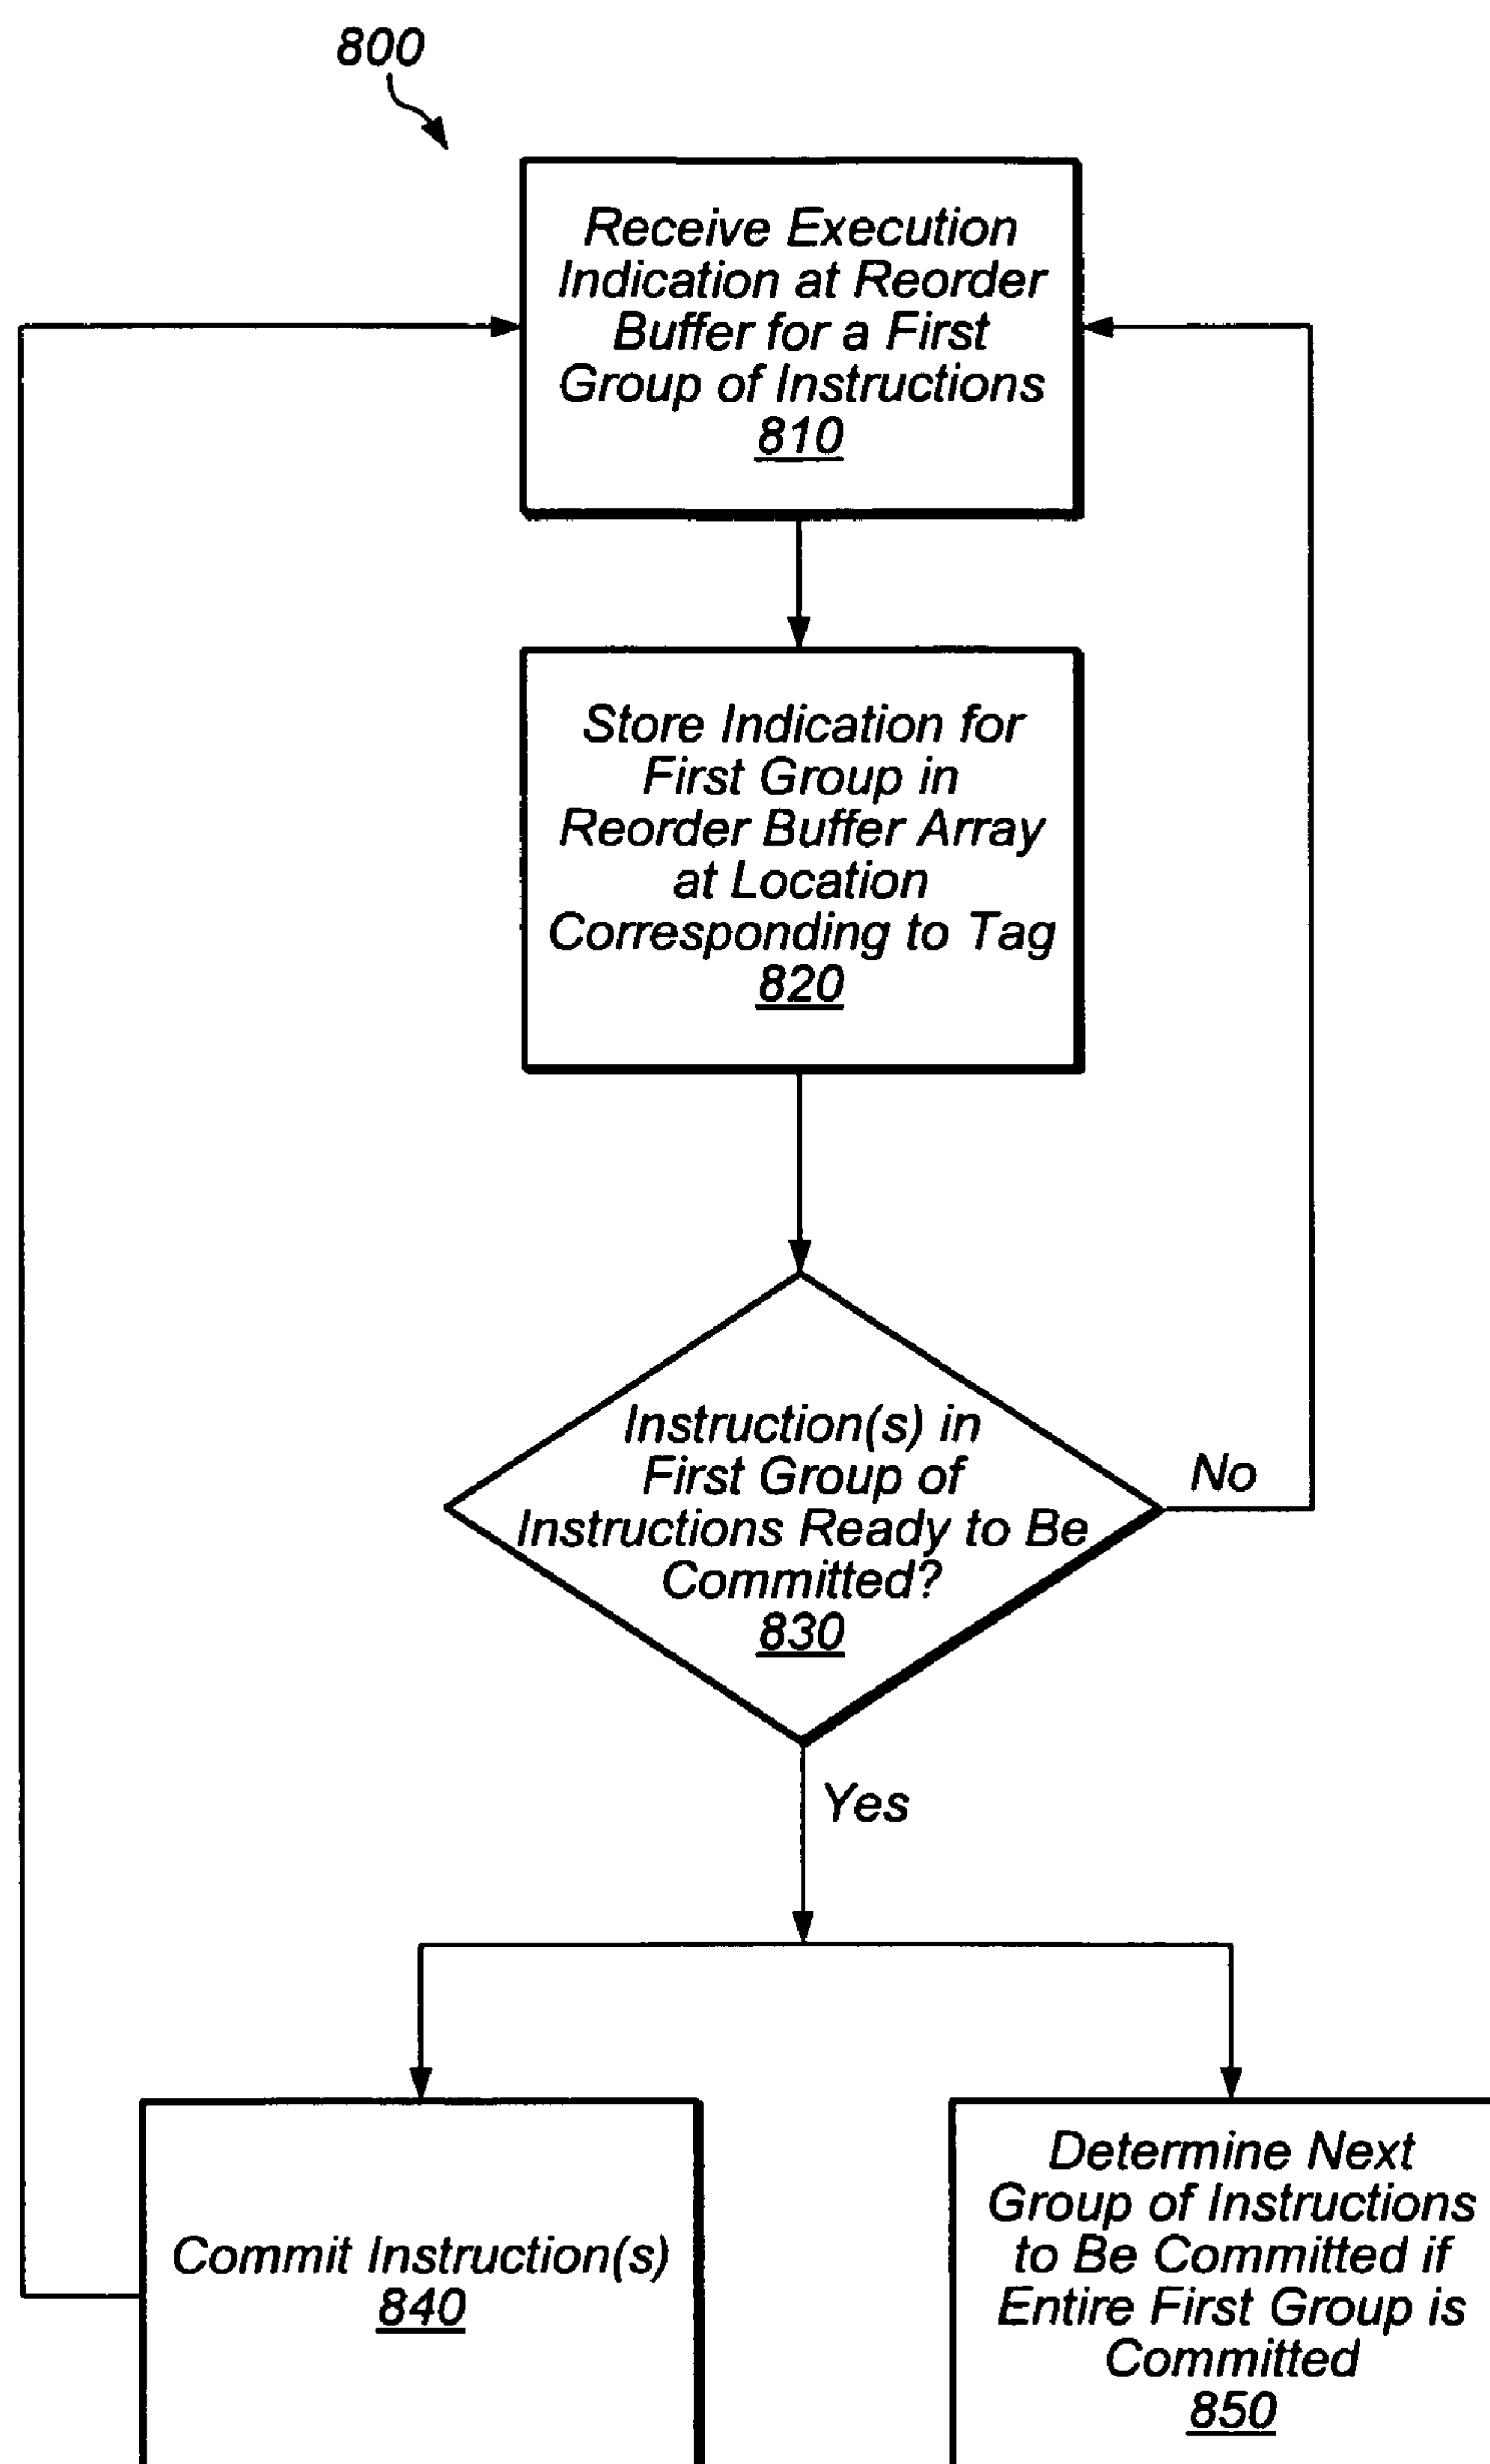 800
Receive Execution
Indication at Reorder
Buffer for a First
Group of Instructions
810
Store Indication for
First Group in
Reorder Buffer Array
at Location
Corresponding to Tag
820
Instruction(s) in
First Group of
Instructions Ready to Be
Committed?
830
No
Yes
Commit Instruction(s)
840
Determine Next
Group of Instructions
to Be Committed if
Entire First Group is
Committed
850